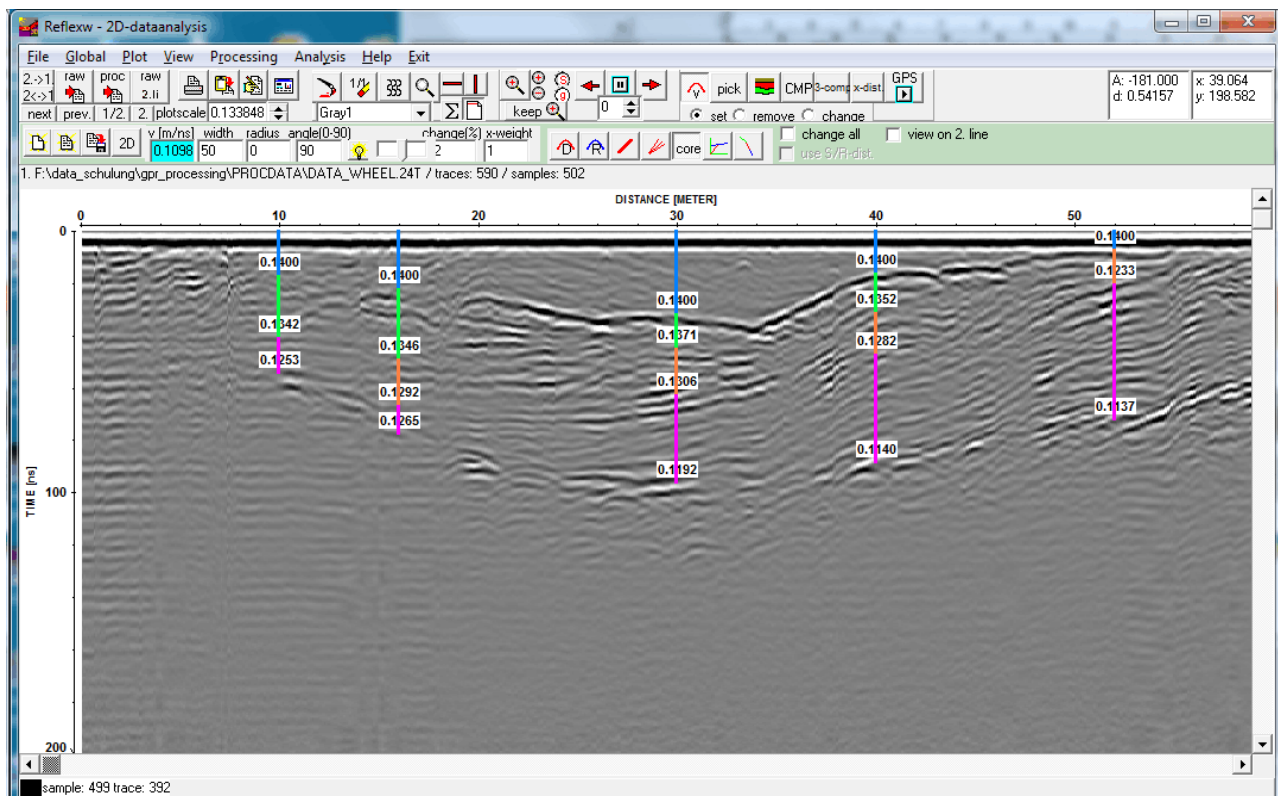 Reflexw - 2D-dataanalysis
File Global Plot View Processing Analysis Help Exit
2.->1 raw proc raw
2<->1 2.li
1/2 pick CMP 3-comp x-dist. GPS
A: -181.000 x: 39.064
d: 0.54157 y: 198.582
next prev. 1/2. 2. plotscale 0.133848 Gray1 Σ keep 0 set remove change
v [m/ns] width radius angle(0-90) change(%) x-weight
2D 0.1098 50 0 90 2 1 core
change all view on 2. line
use S/R-dist.
1. F:\data_schulung\gpr_processing\PROCDATA\DATA_WHEEL.24T / traces: 590 / samples: 502
DISTANCE [METER]
0 10 20 30 40 50
0
0.1400
0.1400 0.1400
0.1400 0.1233
0.1400 0.1352
0.1342 0.1371
0.1346 0.1282
0.1253
0.1292 0.1306
0.1265 0.1137
0.1140
0.1192
TIME [ns]
100
200
sample: 499 trace: 392